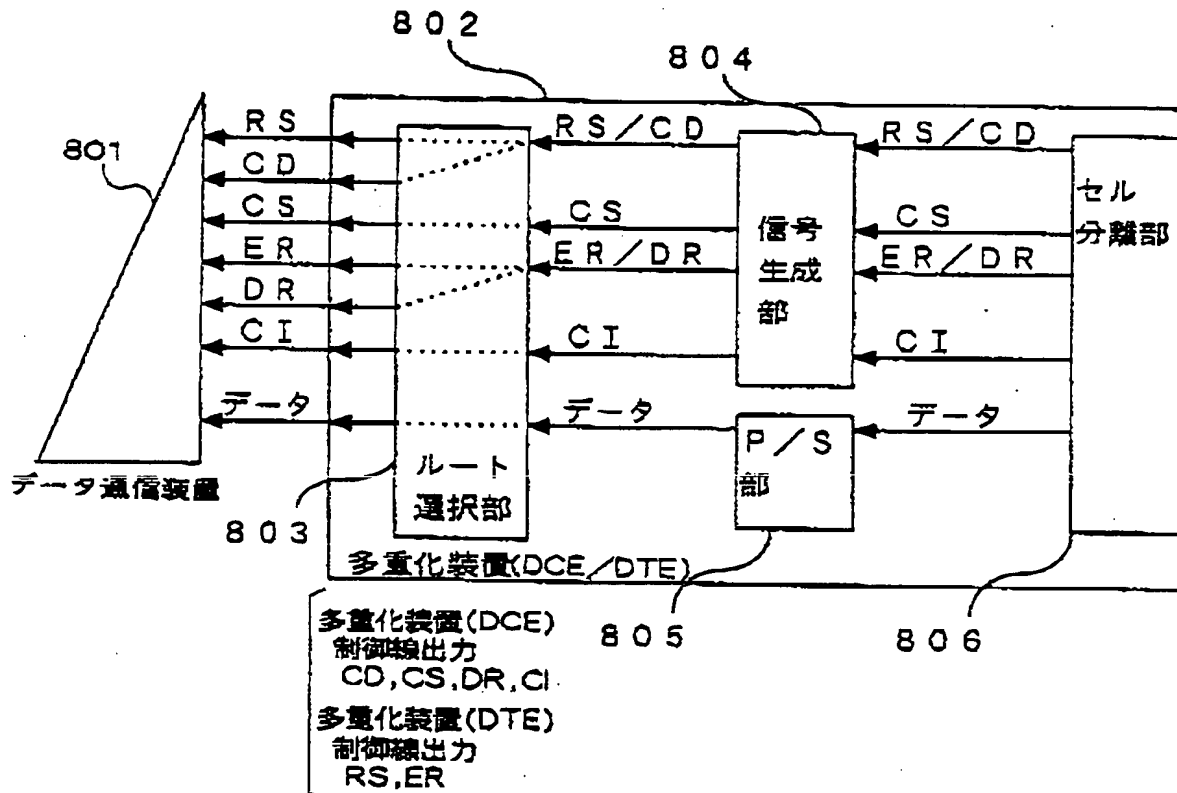 802
804
801
RS
CD
CS
ER
DR
CI
データ
RS/CD
CS
ER/DR
CI
データ
RS/CD
CS
ER/DR
CI
データ
信号
生成
部
P/S
部
セル
分離部
ルート
選択部
データ通信装置
803
多重化装置(DCE/DTE)
805
806
多重化装置(DCE)
制御線出力
CD,CS,DR,CI
多重化装置(DTE)
制御線出力
RS,ER